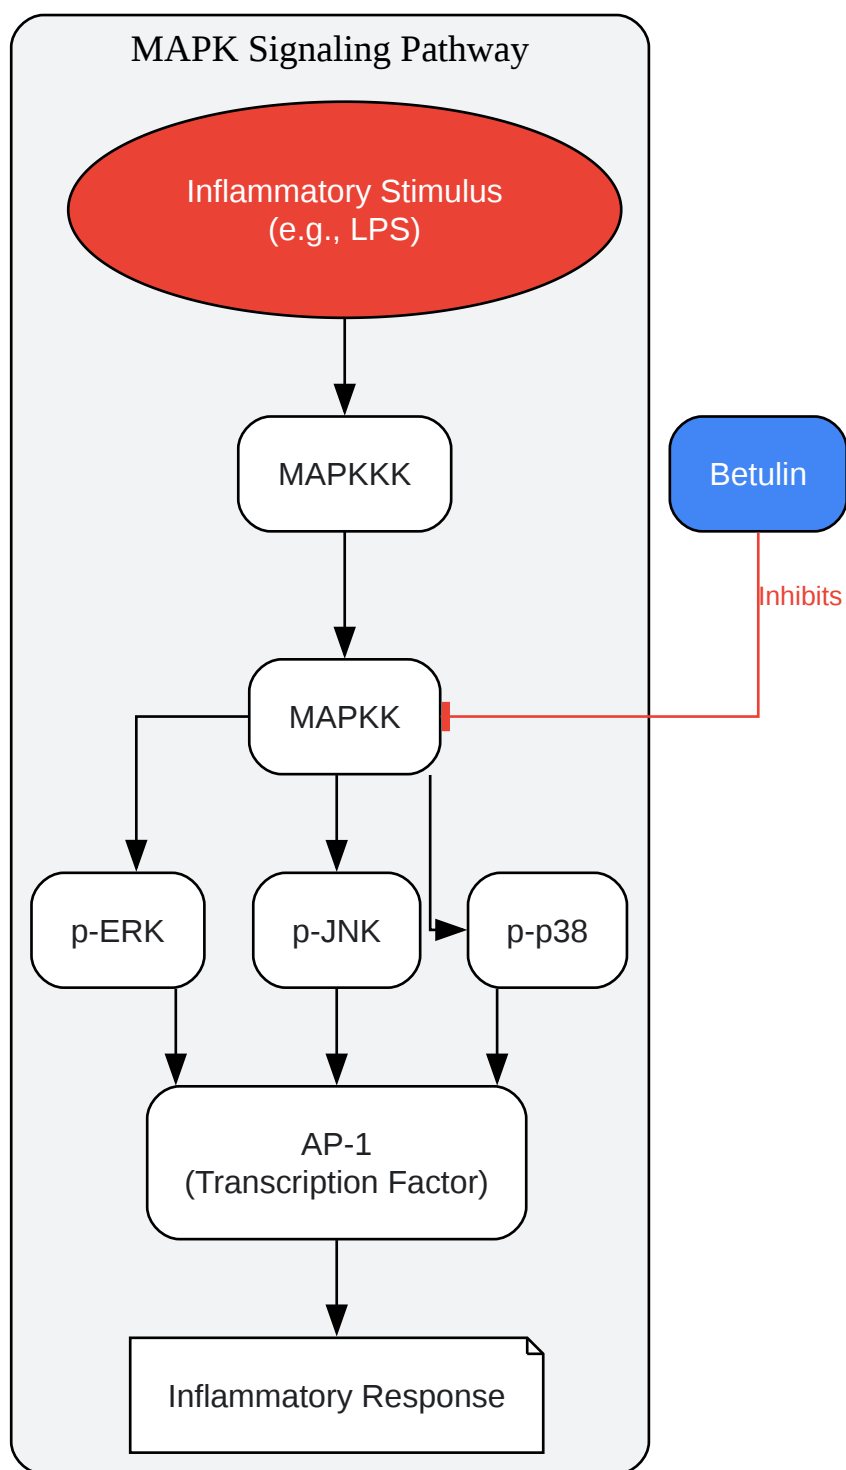 MAPK Signaling Pathway
Inflammatory Stimulus
(e.g., LPS)
MAPKKK
Betulin
Inhibits
MAPKK
p-ERK
p-JNK
p-p38
AP-1
(Transcription Factor)
Inflammatory Response